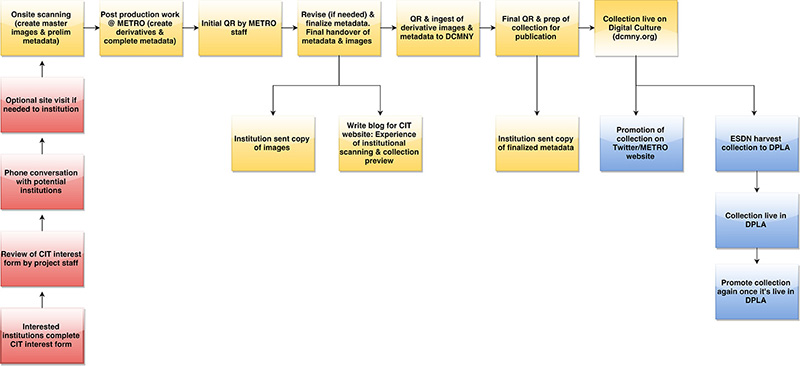 Onsite scanning
(create master
images & prelim
metadata)
Post production work
@ METRO (create
derivatives &
complete metadata)
Initial QR by METRO
staff
Revise (if needed) &
finalize metadata.
Final handover of
metadata & images
QR & ingest of
derivative images &
metadata to DCMNY
Final QR & prep of
collection for
publication
Collection live on
Digital Culture
(dcmny.org)
Optional site visit if
needed to institution
Institution sent copy
of images
Write blog for CIT
website: Experience
of institutional
scanning & collection
preview
Institution sent copy
of finalized metadata
Promotion of
collection on
Twitter/METRO
website
ESDN harvest
collection to DPLA
Phone conversation
with potential
institutions
Collection live in
DPLA
Review of CIT interest
form by project staff
Promote collection
again once it's live in
DPLA
Interested
institutions complete
CIT interest form